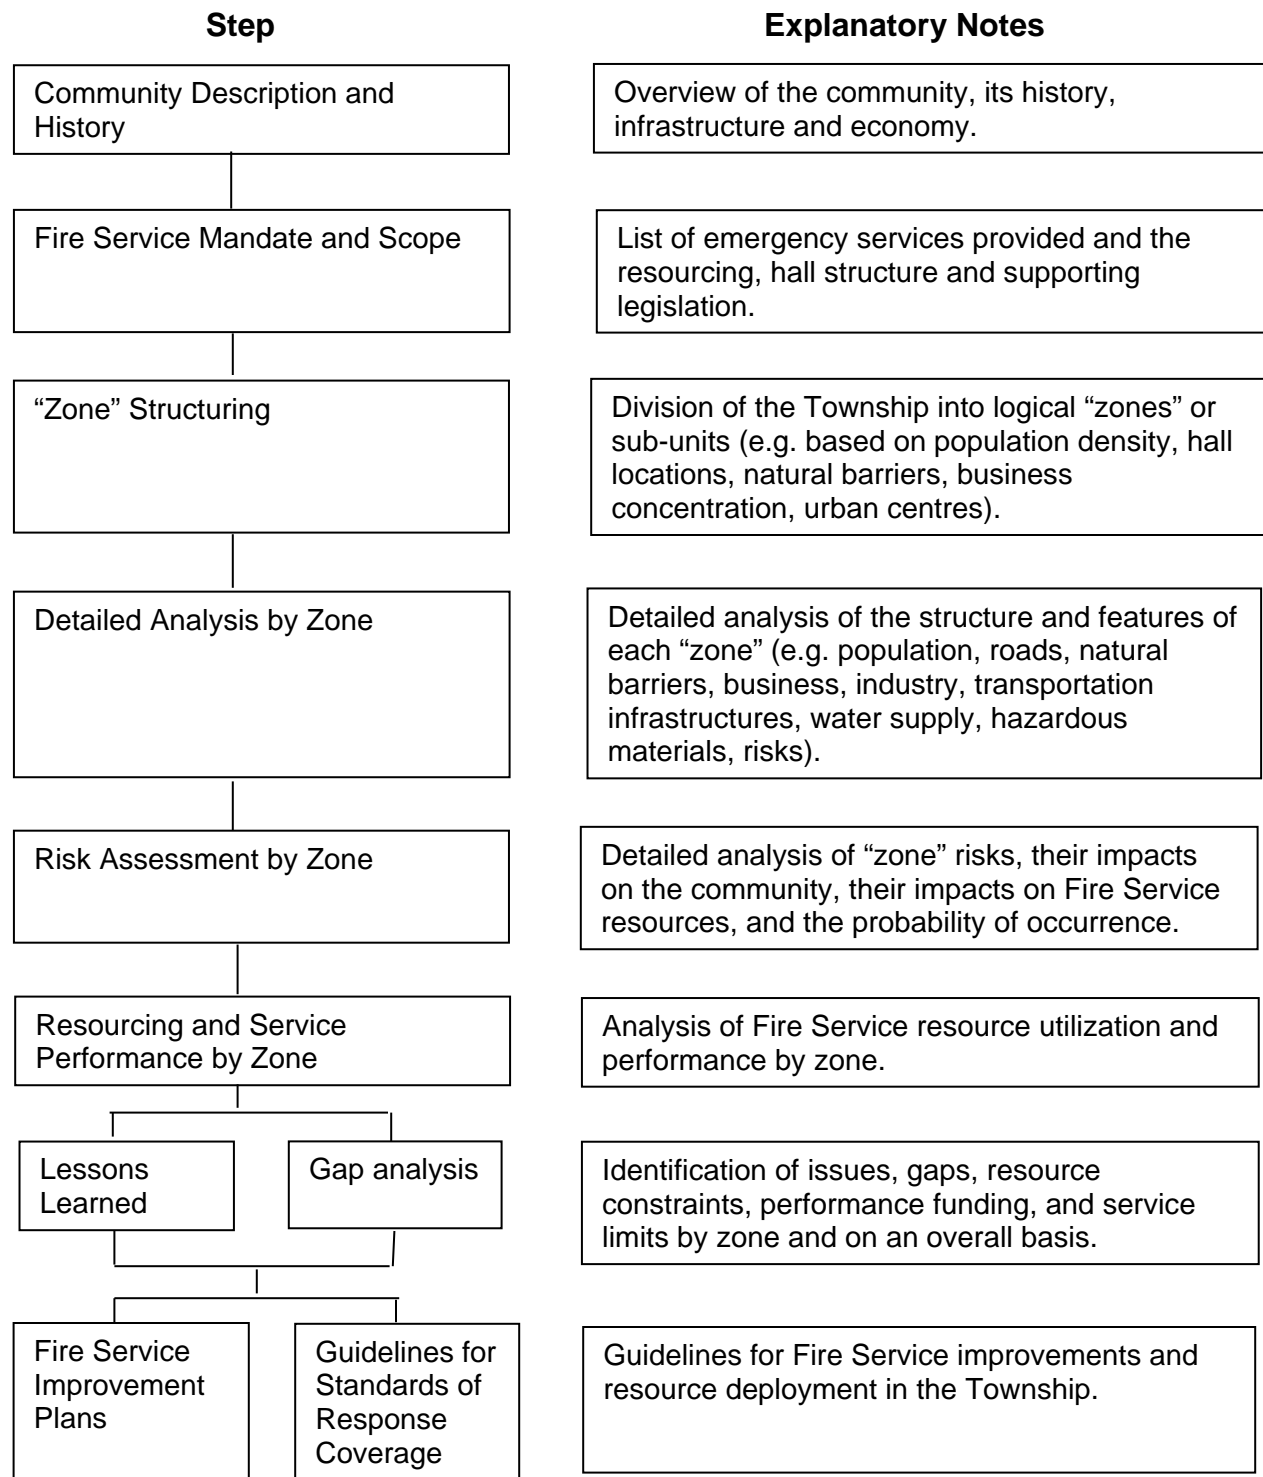 Step
Explanatory Notes
Community Description and
History
Overview of the community, its history,
infrastructure and economy.
Fire Service Mandate and Scope
List of emergency services provided and the
resourcing, hall structure and supporting
legislation.
“Zone” Structuring
Division of the Township into logical “zones” or
sub-units (e.g. based on population density, hall
locations, natural barriers, business
concentration, urban centres).
Detailed Analysis by Zone
Detailed analysis of the structure and features of
each “zone” (e.g. population, roads, natural
barriers, business, industry, transportation
infrastructures, water supply, hazardous
materials, risks).
Risk Assessment by Zone
Detailed analysis of “zone” risks, their impacts
on the community, their impacts on Fire Service
resources, and the probability of occurrence.
Resourcing and Service
Performance by Zone
Analysis of Fire Service resource utilization and
performance by zone.
Lessons
Learned
Gap analysis
Identification of issues, gaps, resource
constraints, performance funding, and service
limits by zone and on an overall basis.
Fire Service
Improvement
Plans
Guidelines for
Standards of
Response
Coverage
Guidelines for Fire Service improvements and
resource deployment in the Township.